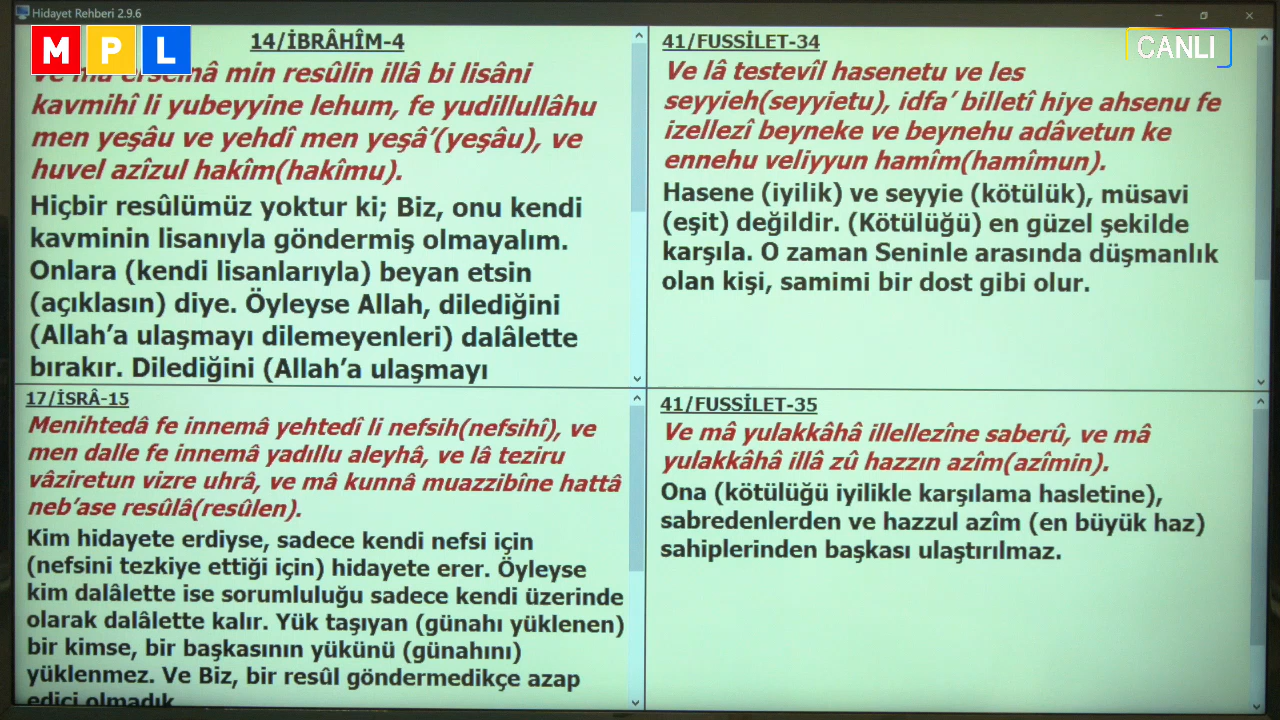 Hidayet Rehberi 2.9.6
MPL
CANLI
14/İBRÂHİM-4
min resûlin illâ bi lisâni
kavmihî li yubeyyine lehum, fe yudillullâhu
men yeşâu ve yehdî men yeşâ’(yeşâu), ve
huvel azîzul hakîm(hakîmu).
Hiçbir resûlümüz yoktur ki; Biz, onu kendi
kavminin lisanıyla göndermiş olmayalım.
Onlara (kendi lisanlarıyla) beyan etsin
(açıklasın) diye. Öyleyse Allah, dilediğini
(Allah’a ulaşmayı dilemeyenleri) dalâlette
bırakır. Dilediğini (Allah’a ulaşmayı
41/FUSSİLET-34
Ve lâ testevîl hasenetu ve les
seyyieh(seyyietu), idfa’ billetî hiye ahsenu fe
izellezî beyneke ve beynehu adâvetun ke
ennehu veliyyun hamîm(hamîmun).
Hasene (iyilik) ve seyyie (kötülük), müsavi
(eşit) değildir. (Kötülüğü) en güzel şekilde
karşıla. O zaman Seninle arasında düşmanlık
olan kişi, samimi bir dost gibi olur.
17/İSRÂ-15
Menihtedâ fe innemâ yehtedî li nefsih(nefsihî), ve
men dalle fe innemâ yadıllu aleyhâ, ve lâ teziru
vâziretun vizre uhrâ, ve mâ kunnâ muazzibîne hattâ
neb’ase resûlâ(resûlen).
Kim hidayete erdiyse, sadece kendi nefsi için
(nefsini tezkiye ettiği için) hidayete erer. Öyleyse
kim dalâlette ise sorumluluğu sadece kendi üzerinde
olarak dalâlette kalır. Yük taşıyan (günahı yüklenen)
bir kimse, bir başkasının yükünü (günahını)
yüklenmez. Ve Biz, bir resûl göndermedikçe azap
edici olmadık
41/FUSSİLET-35
Ve mâ yulakkâhâ illellezîne saberû, ve mâ
yulakkâhâ illâ zû hazzın azîm(azîmin).
Ona (kötülüğü iyilikle karşılama hasletine),
sabredenlerden ve hazzul azîm (en büyük haz)
sahiplerinden başkası ulaştırılmaz.